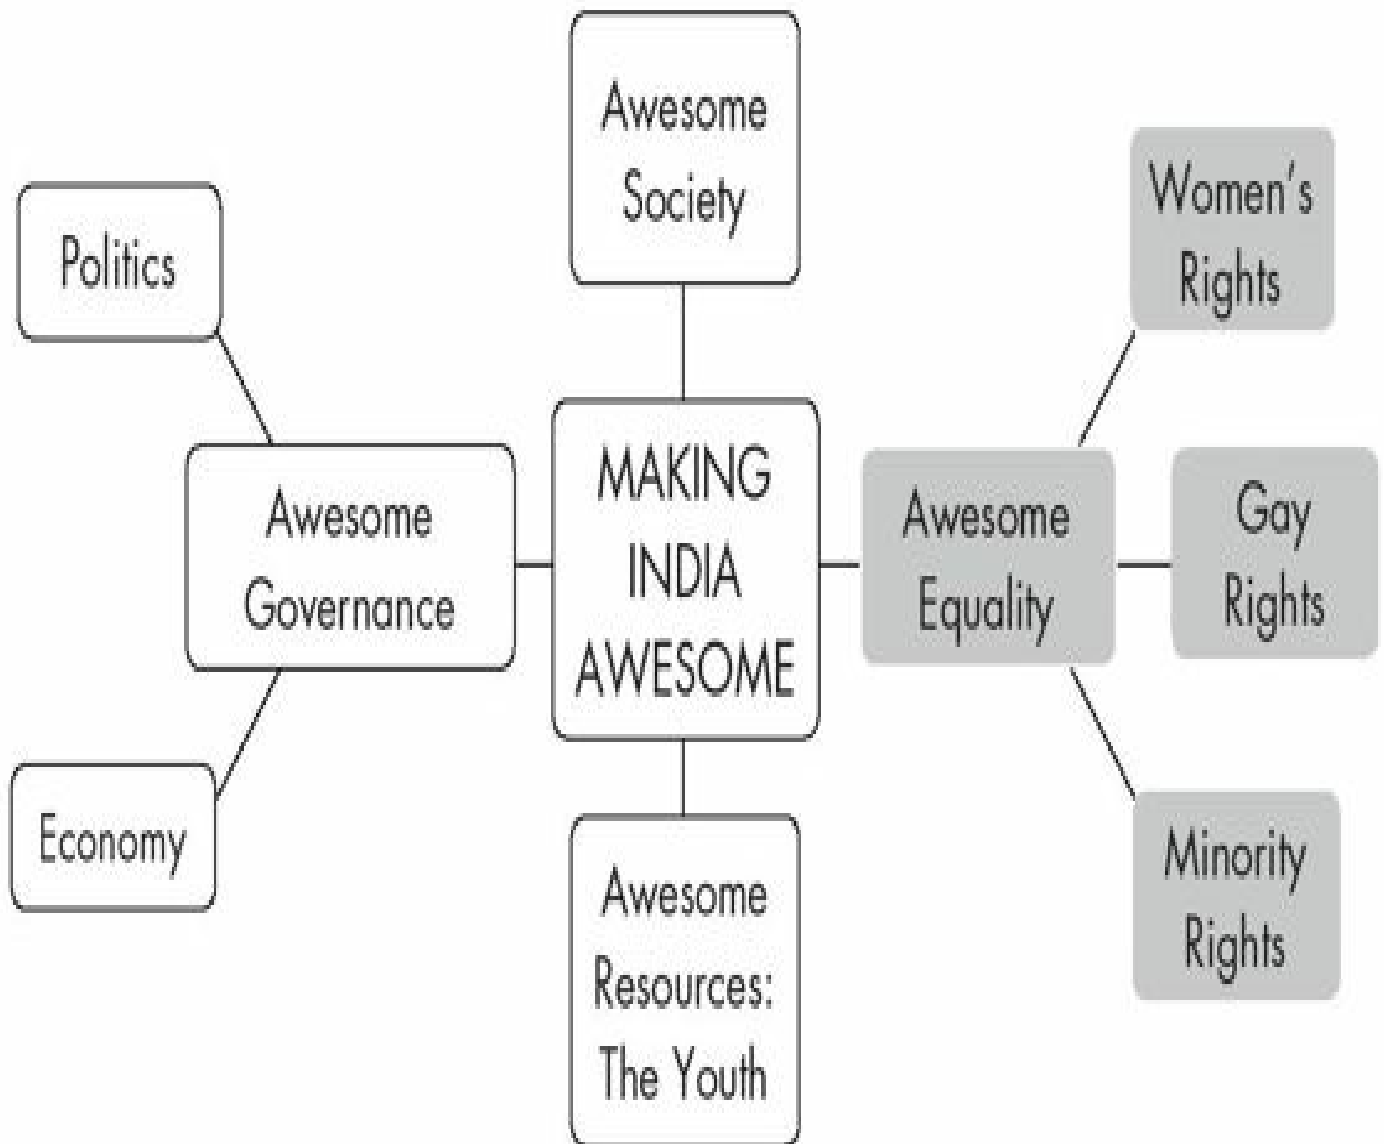 Awesome
Society
Politics
Women's
Rights
MAKING
INDIA
AWESOME
Awesome
Governance
Awesome
Equality
Gay
Rights
Economy
Minority
Rights
Awesome
Resources:
The Youth